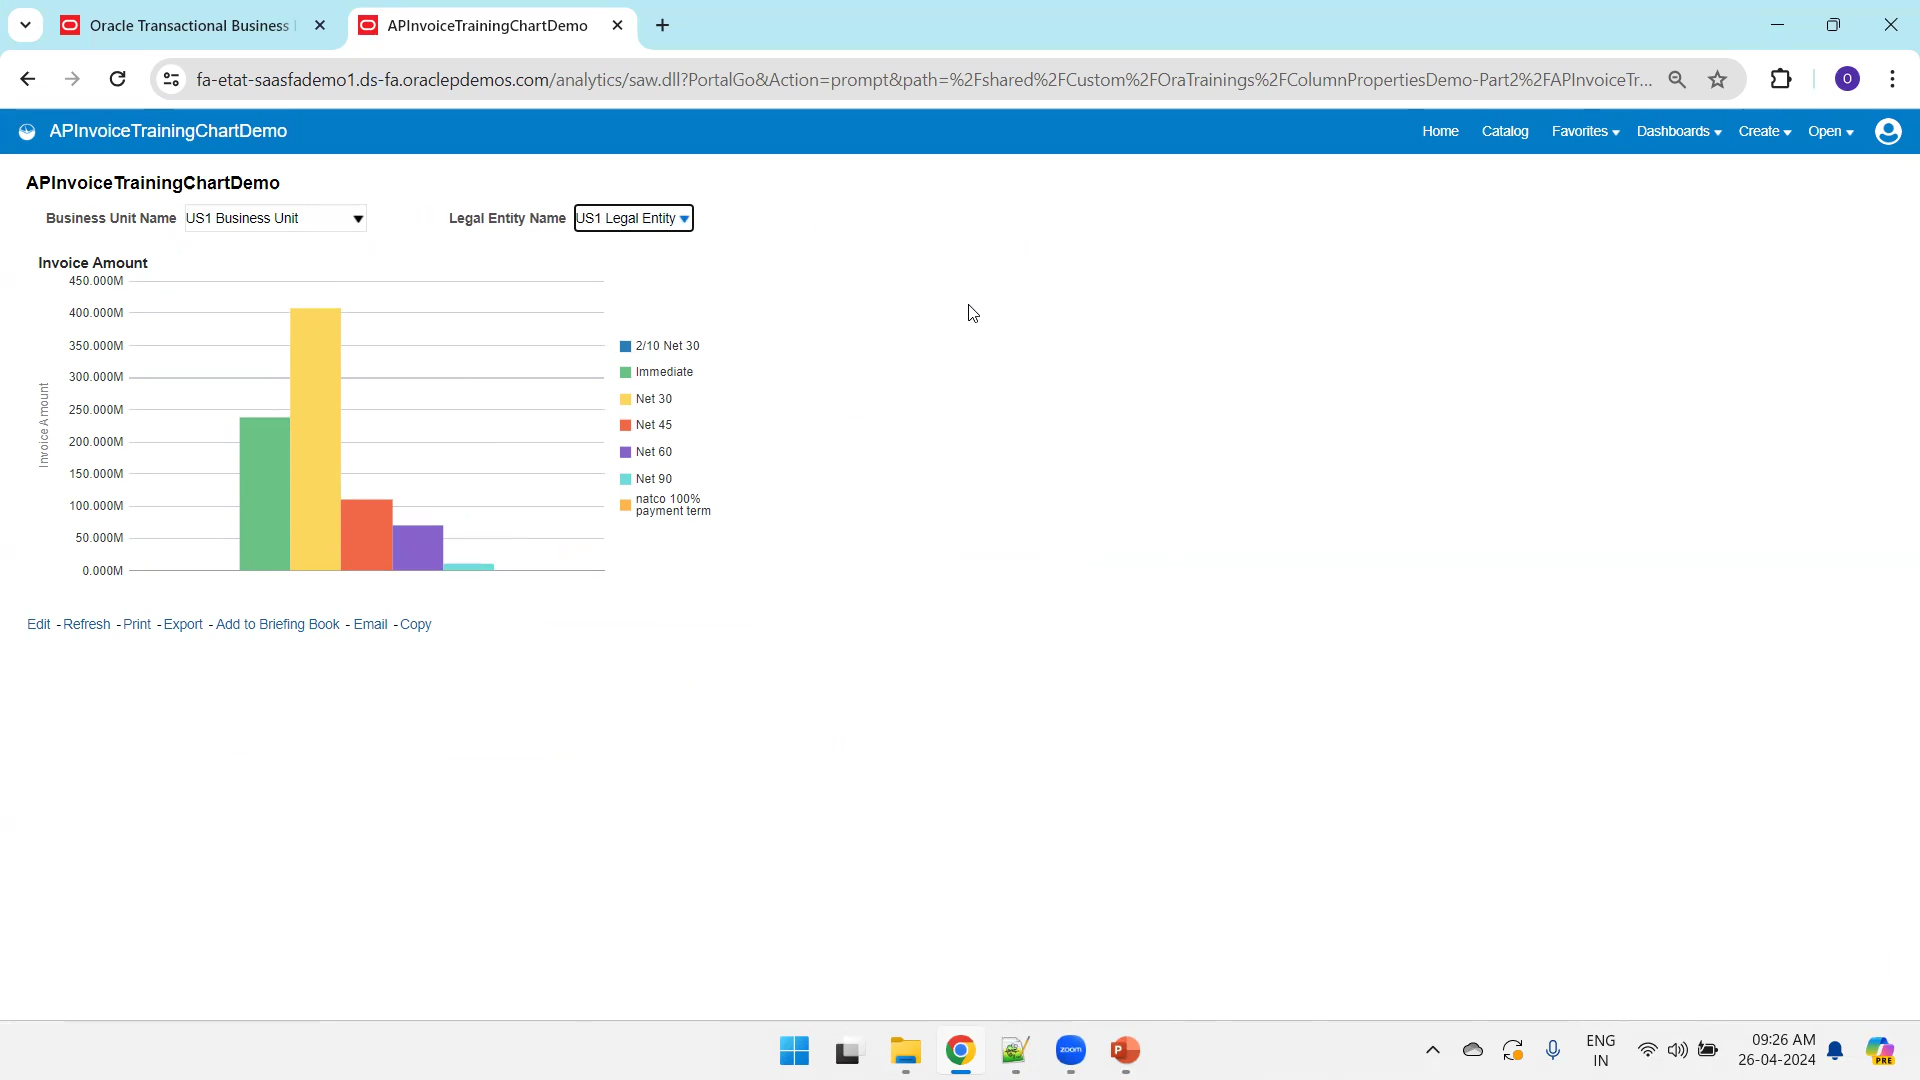 Oracle Transactional Business
APInvoiceTrainingChartDemo
fa-etat-saasfademo1.ds-fa.oraclepdemos.com/analytics/saw.dll?PortalGo&Action=prompt&path=%2Fshared%2FCustom%2FOraTrainings%2FColumnPropertiesDemo-Part2%2FAPInvoiceTr...
O
APInvoiceTrainingChartDemo
Home Catalog Favorites Dashboards Create Open
APInvoiceTrainingChartDemo
Business Unit Name US1 Business Unit Legal Entity Name US1 Legal Entity
Invoice Amount
450.000M
400.000M
350.000M
300.000M
250.000M
200.000M
150.000M
100.000M
50.000M
0.000M
Invoice Amount
2/10 Net 30
Immediate
Net 30
Net 45
Net 60
Net 90
natco 100%
payment term
Edit - Refresh - Print - Export - Add to Briefing Book - Email - Copy
zoom
P
ENG
IN
09:26 AM
26-04-2024
PRE